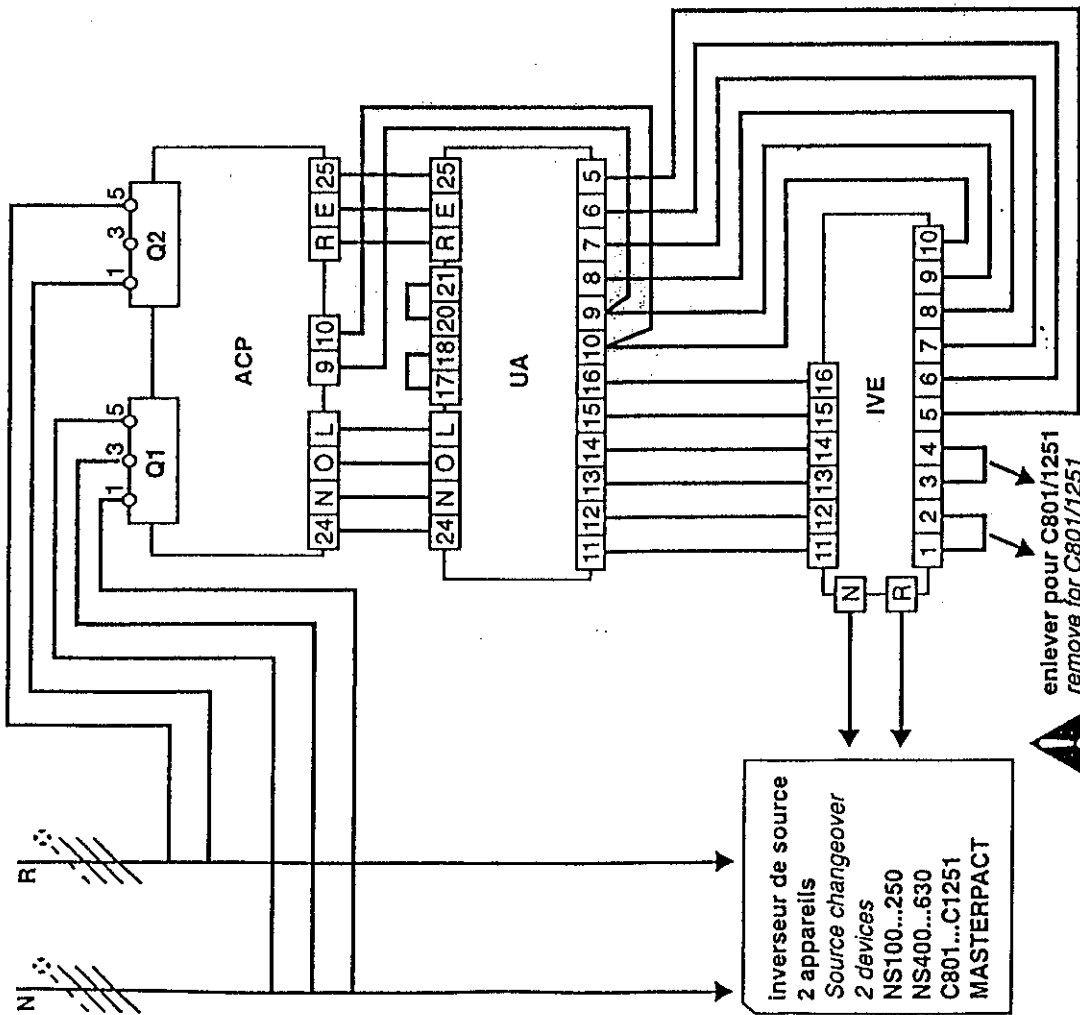 N
R
1 3 5
Q1
1 3 5
Q2
ACP
24 N O L
9 10
R E 25
24 N O L
17 18 20 21
R E 25
UA
11 12 13 14 15 16 10 9 8 7 6 5
11 12 13 14 15 16
N
R
IVE
1 2 3 4 5 6 7 8 9 10
inverseur de source
2 appareils
Source changeover
2 devices
NS100...250
NS400...630
C801...C1251
MASTERPACT
enlever pour C801/1251
remove for C801/1251